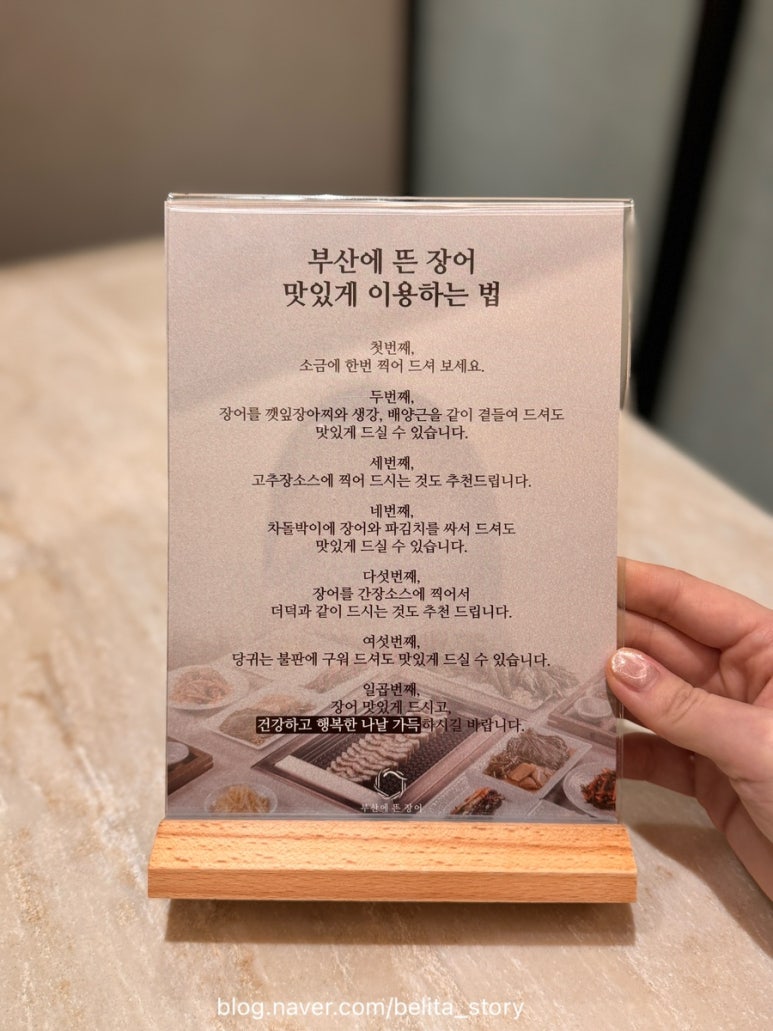 부산에 뜬 장어
맛있게 이용하는 법
첫번째,
소금에 한번 찍어 드셔 보세요.
두번째,
장어를 깻잎장아찌와 생강, 배양근을 같이 곁들여 드셔도
맛있게 드실 수 있습니다.
세번째,
고추장소스에 찍어 드시는 것도 추천드립니다.
네번째,
차돌박이에 장어와 파김치를 싸서 드셔도
맛있게 드실 수 있습니다.
다섯번째,
장어를 간장소스에 찍어서
더덕과 같이 드시는 것도 추천 드립니다.
여섯번째,
당귀는 불판에 구워 드셔도 맛있게 드실 수 있습니다.
일곱번째,
장어 맛있게 드시고,
건강하고 행복한 나날 가득하시길 바랍니다.
부산에 뜬 장어
blog.naver.com/belita_story